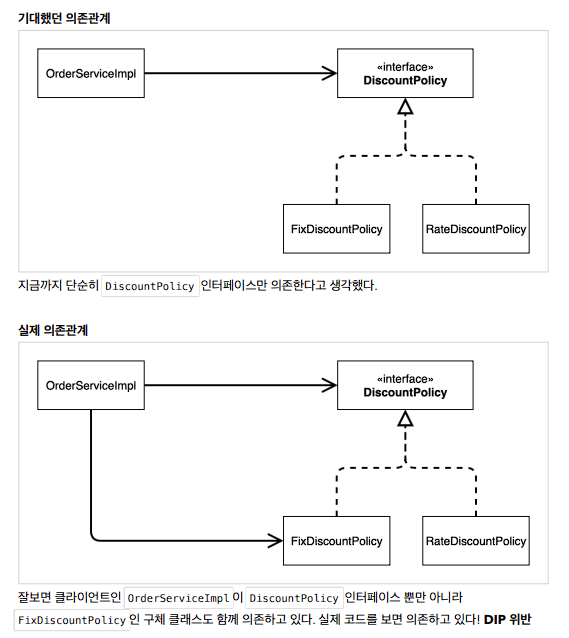 기대했던 의존관계
OrderServiceImpl
«interface»
DiscountPolicy
FixDiscountPolicy
RateDiscountPolicy
지금까지 단순히 DiscountPolicy 인터페이스만 의존한다고 생각했다.
실제 의존관계
OrderServiceImpl
«interface»
DiscountPolicy
FixDiscountPolicy
RateDiscountPolicy
잘보면 클라이언트인 OrderServiceImpl 이 DiscountPolicy 인터페이스 뿐만 아니라
FixDiscountPolicy 인 구체 클래스도 함께 의존하고 있다. 실제 코드를 보면 의존하고 있다! DIP 위반